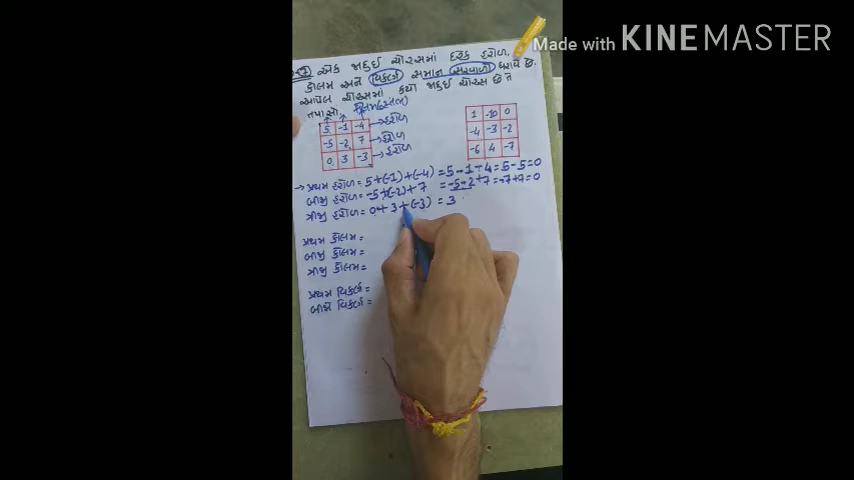 Made with KINEMASTER
એક જાદુઈ ચોરસમાં દરેક હરોળ,
કોલમ અને વિકર્ણ સમાન સરવાળો ધરાવે છે.
આપેલ ચોરસમાં કયા જાદુઈ ચોરસ છે તે
તપાસો.
5 -1 -4 → હરોળ
-5 -2 7 → હરોળ
0 3 -3 → હરોળ
1 -10 0
-4 -3 -2
-6 4 -7
→ પ્રથમ હરોળ = 5 + (-1) + (-4) = 5 - 1 - 4 = 5 - 5 = 0
બીજી હરોળ = -5 + (-2) + 7 = -5 - 2 + 7 = -7 + 7 = 0
ત્રીજી હરોળ = 0 + 3 + (-3) = 3
પ્રથમ કોલમ =
બીજી કોલમ =
ત્રીજી કોલમ =
પ્રથમ વિકર્ણ =
બીજો વિકર્ણ =